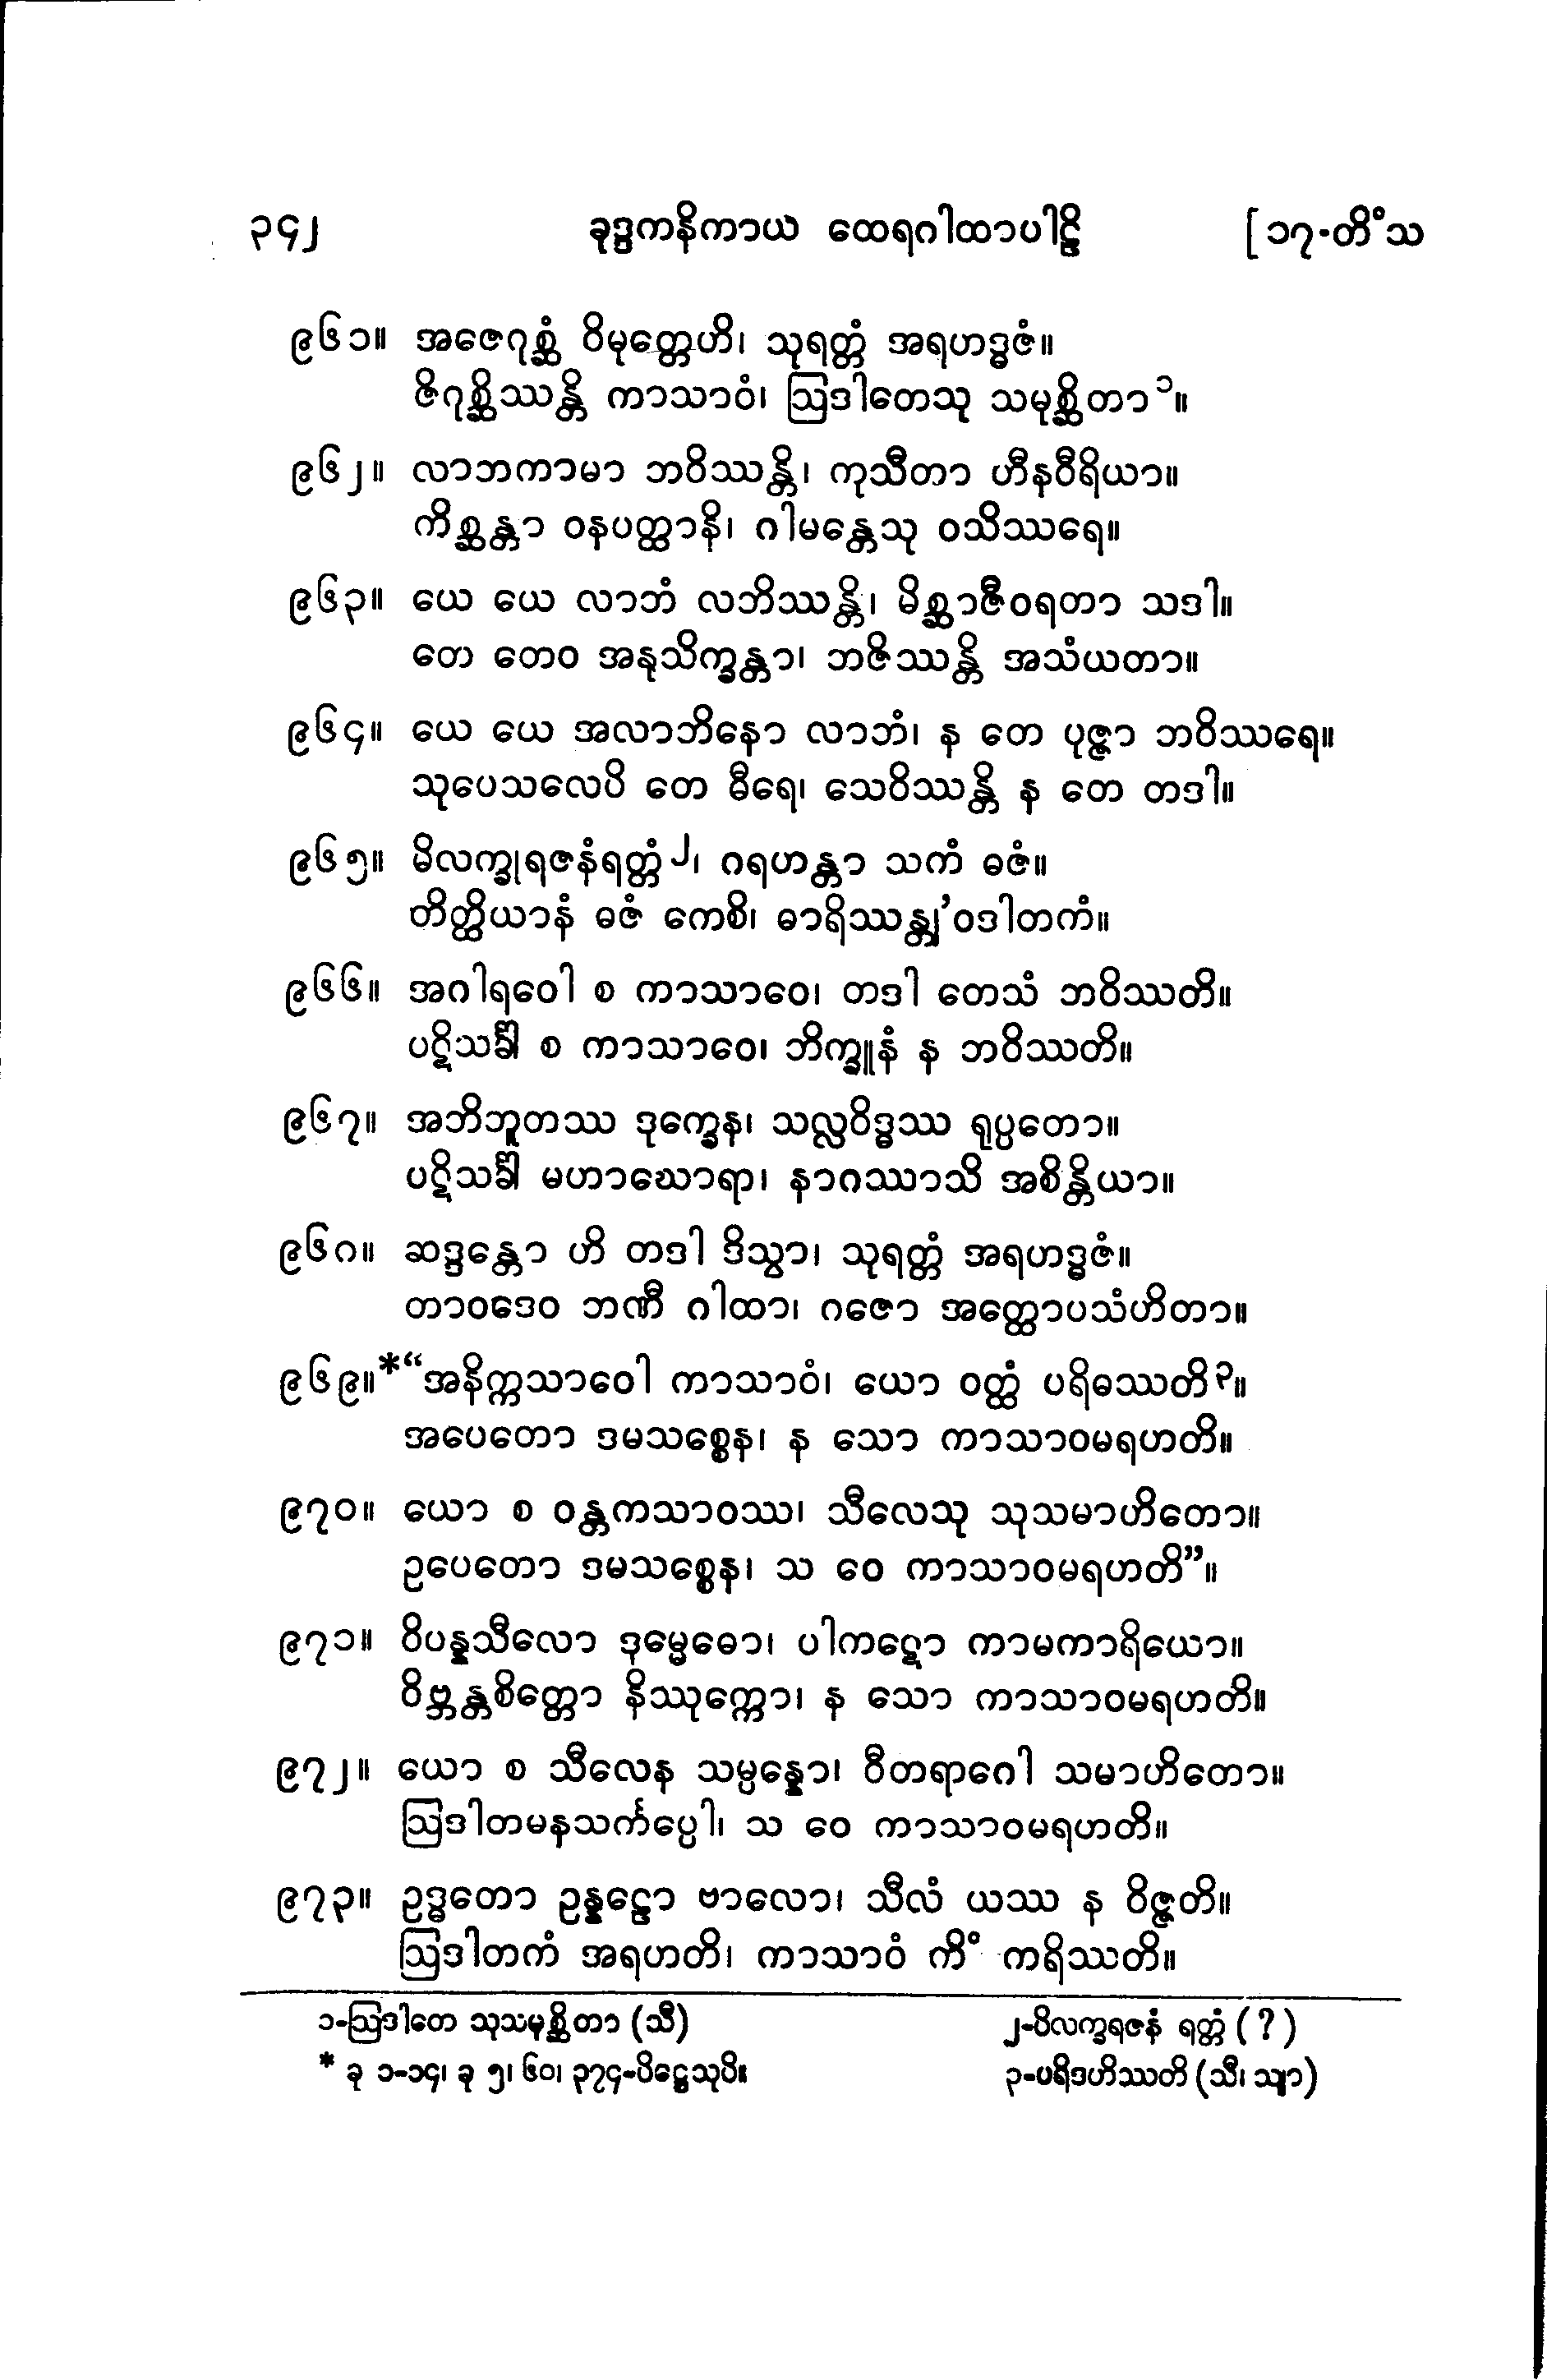 ၃၄၂ ခုဒ္ဒကနိကာယ ထေရဂါထာပါဠိ [ ၁၇-တိံသ
၉၆၁။ အဇေဂုစ္ဆံ ဝိမုတ္တေဟိ၊ သုရတ္တံ အရဟဒ္ဓဇံ။
ဇိဂုစ္ဆိဿန္တိ ကာသာဝံ၊ ဩဒါတေသု သမုစ္ဆိတာ၁။
၉၆၂။ လာဘကာမာ ဘဝိဿန္တိ၊ ကုသီတာ ဟီနဝီရိယာ။
ကိစ္ဆန္တာ ဝနပတ္ထာနိ၊ ဂါမန္တေသု ဝသိဿရေ။
၉၆၃။ ယေ ယေ လာဘံ လဘိဿန္တိ၊ မိစ္ဆာဇီဝရတာ သဒါ။
တေ တေဝ အနုသိက္ခန္တာ၊ ဘဇိဿန္တိ အသံယတာ။
၉၆၄။ ယေ ယေ အလာဘိနော လာဘံ၊ န တေ ပုဇ္ဇာ ဘဝိဿရေ။
သုပေသလေပိ တေ ဓီရေ၊ သေဝိဿန္တိ န တေ တဒါ။
၉၆၅။ မိလက္ခုရဇနံရတ္တံ၂၊ ဂရဟန္တာ သကံ ဓဇံ။
တိတ္ထိယာနံ ဓဇံ ကေစိ၊ ဓာရိဿန္တျ’ဝဒါတကံ။
၉၆၆။ အဂါရဝေါ စ ကာသာဝေ၊ တဒါ တေသံ ဘဝိဿတိ။
ပဋိသင်္ခါ စ ကာသာဝေ၊ ဘိက္ခူနံ န ဘဝိဿတိ။
၉၆၇။ အဘိဘူတဿ ဒုက္ခေန၊ သလ္လဝိဒ္ဓဿ ရုပ္ပတော။
ပဋိသင်္ခါ မဟာဃောရာ၊ နာဂဿာသိ အစိန္တိယာ။
၉၆၈။ ဆဒ္ဒန္တော ဟိ တဒါ ဒိသွာ၊ သုရတ္တံ အရဟဒ္ဓဇံ။
တာဝဒေဝ ဘဏီ ဂါထာ၊ ဂဇော အတ္ထောပသံဟိတာ။
၉၆၉။*“အနိက္ကသာဝေါ ကာသာဝံ၊ ယော ဝတ္ထံ ပရိဓဿတိ၃။
အပေတော ဒမသစ္စေန၊ န သော ကာသာဝမရဟတိ။
၉၇၀။ ယော စ ဝန္တကသာဝဿ၊ သီလေသု သုသမာဟိတော။
ဥပေတော ဒမသစ္စေန၊ သ ဝေ ကာသာဝမရဟတိ”။
၉၇၁။ ဝိပန္နသီလော ဒုမ္မေဓော၊ ပါကဋော ကာမကာရိယော။
ဝိဗ္ဘန္တစိတ္တော နိဿုက္ကော၊ န သော ကာသာဝမရဟတိ။
၉၇၂။ ယော စ သီလေန သမ္ပန္နော၊ ဝီတရာဂေါ သမာဟိတော။
ဩဒါတမနသင်္ကပ္ပေါ၊ သ ဝေ ကာသာဝမရဟတိ။
၉၇၃။ ဥဒ္ဓတော ဥန္နဠော ဗာလော၊ သီလံ ယဿ န ဝိဇ္ဇတိ။
ဩဒါတကံ အရဟတိ၊ ကာသာဝံ ကိံ ကရိဿတိ။
၁-ဩဒါတေ သုသမုစ္ဆိတာ (သီ) ၂-ပိလက္ခရဇနံ ရတ္တံ ( ? )
* ခု ၁-၁၄၊ ခု ၅၊ ၆၀၊ ၃၇၄-ပိဋ္ဌေသုပိ။ ၃-ပရိဒဟိဿတိ (သီ၊ သျာ)